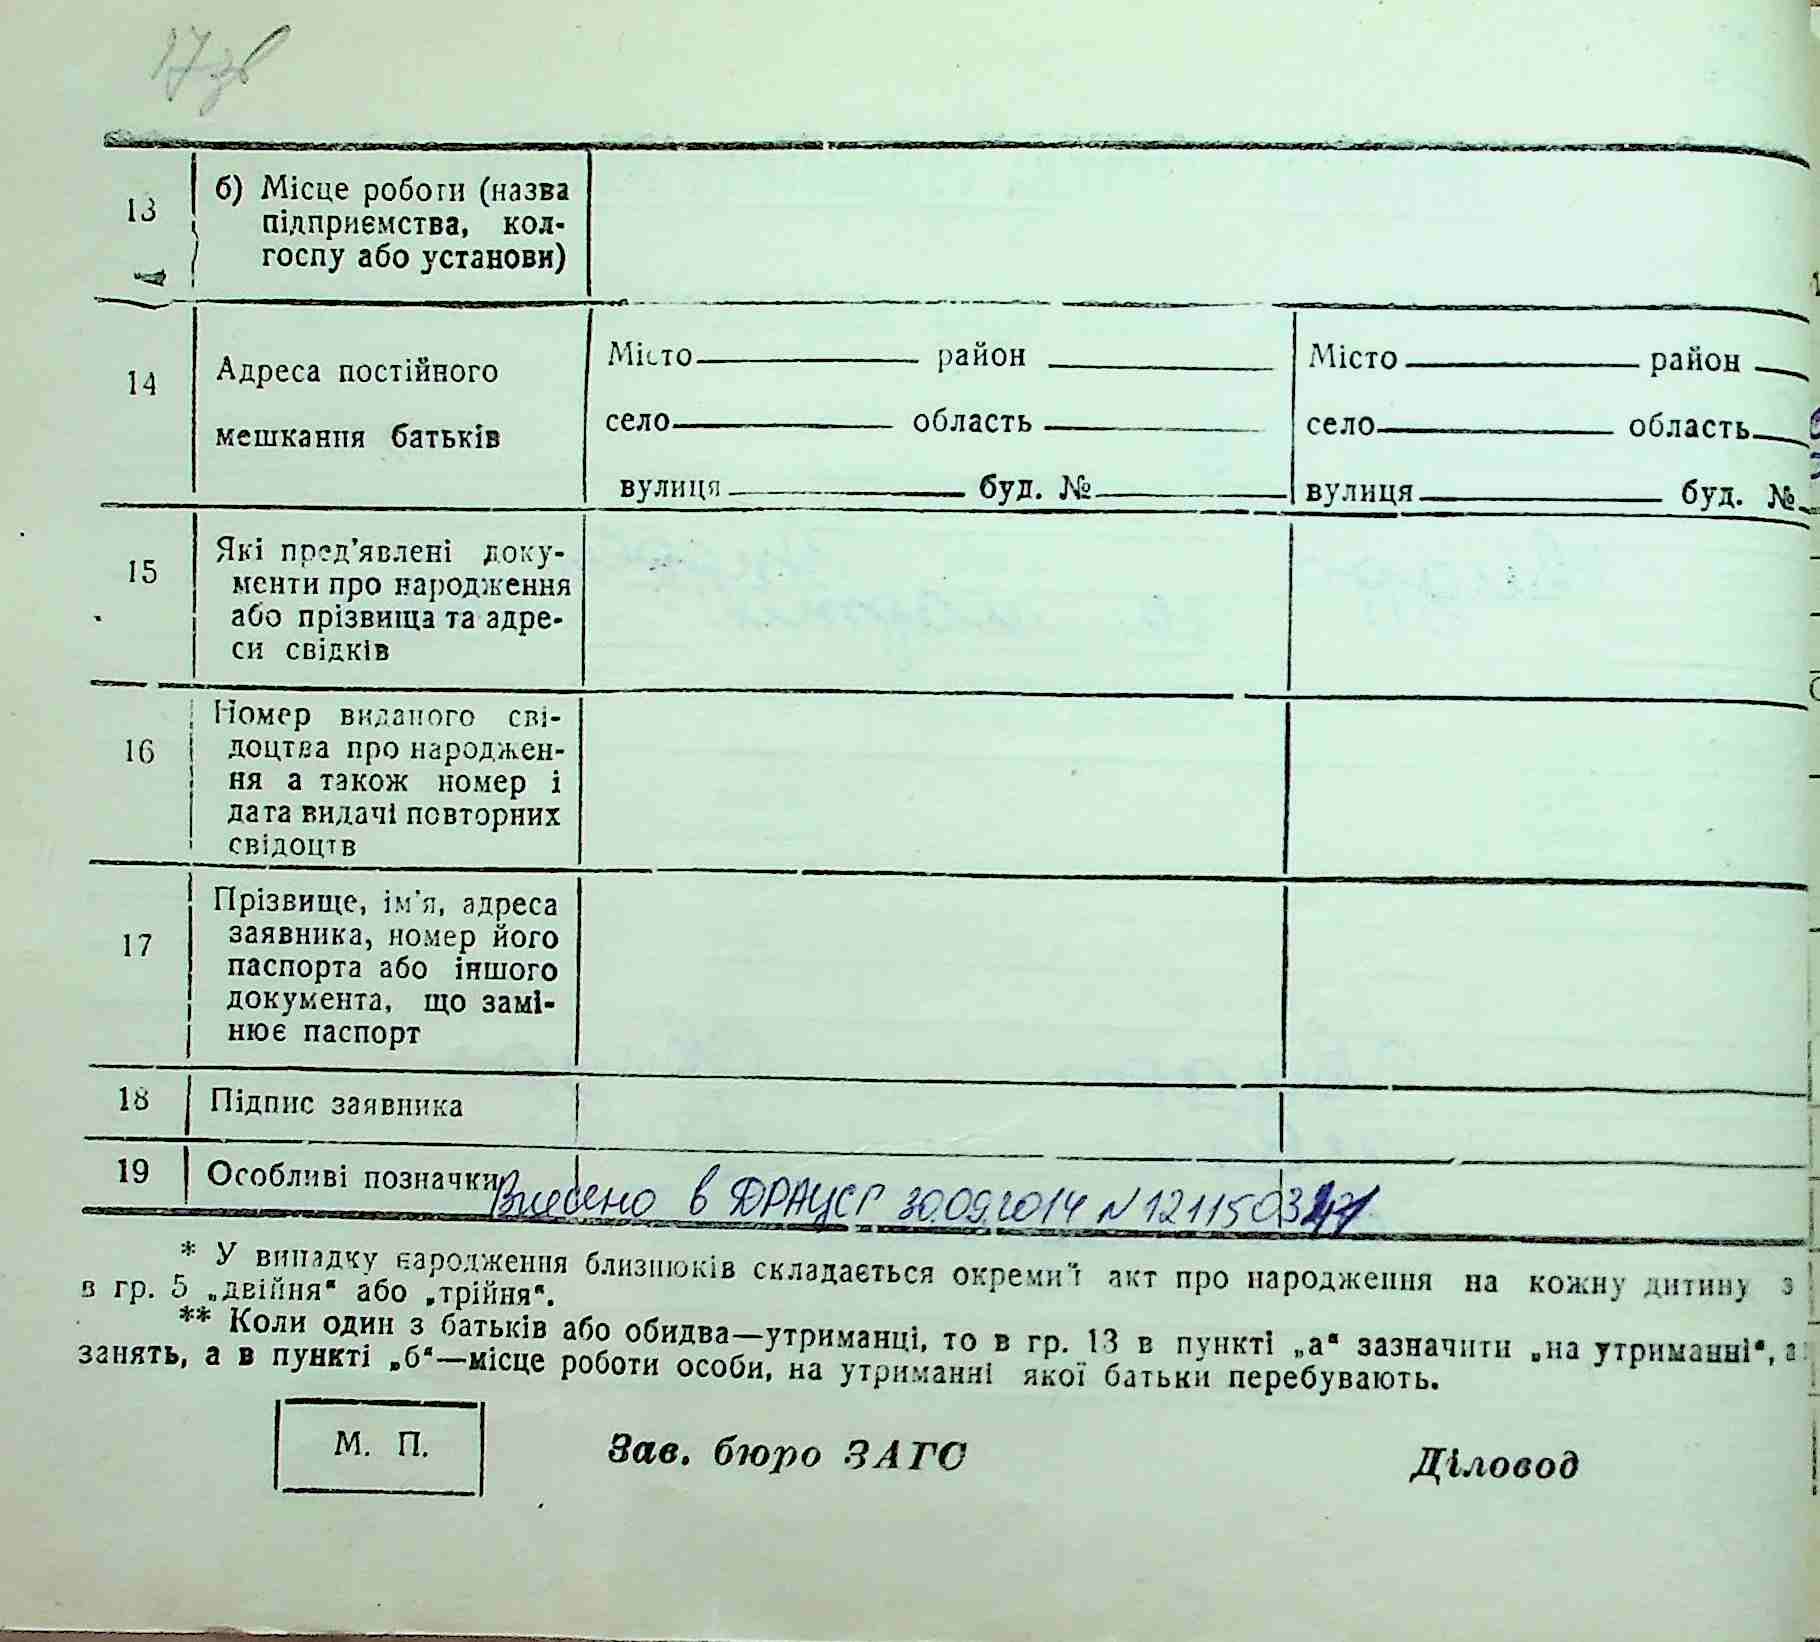 17зв
13
б) Місце роботи (назва
підприємства, кол-
госпу або установи)
14
Адреса постійного
мешкання батьків
Місто район
село область
вулиця буд. №
Місто район
село область
вулиця буд. №
15
Які пред’явлені доку-
менти про народження
або прізвища та адре-
си свідків
16
Номер виданого сві-
доцтва про народжен-
ня а також номер і
дата видачі повторних
свідоцтв
17
Прізвище, ім’я, адреса
заявника, номер його
паспорта або іншого
документа, що замі-
нює паспорт
18 Підпис заявника
19 Особливі позначки Внесено в ДРАЦСГ 30.09.2014 N
* У випадку народження близнюків складається окремий акт про народження на кожну дитину з
в гр. 5 „двійня“ або „трійня“.
** Коли один з батьків або обидва—утриманці, то в гр. 13 в пункті „а“ зазначити „на утриманні“, а
занять, а в пункті „б“—місце роботи особи, на утриманні якої батьки перебувають.
М. П.
Зав. бюро ЗАГС
Діловод